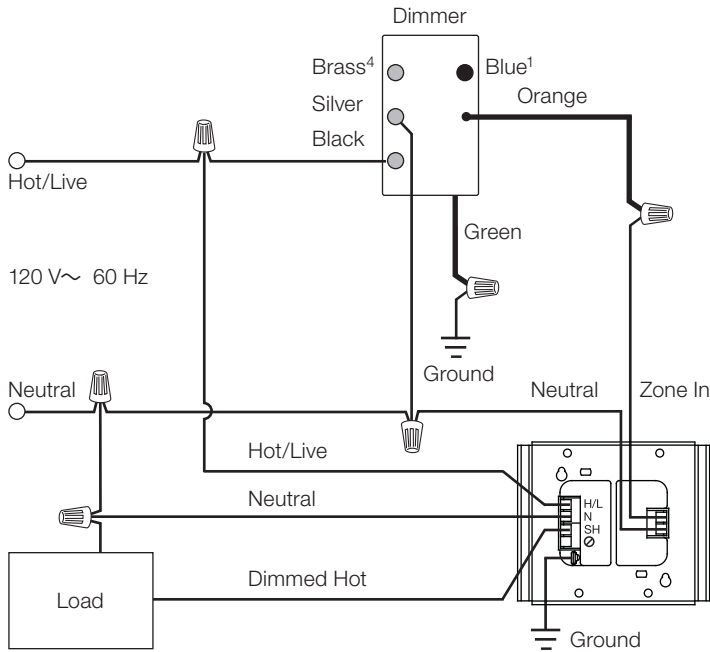 Dimmer
Brass⁴
Blue¹
Silver
Orange
Black
Hot/Live
Green
120 V~ 60 Hz
Ground
Neutral
Neutral
Zone In
Hot/Live
Neutral
H/L
N
SH
Dimmed Hot
Load
Ground